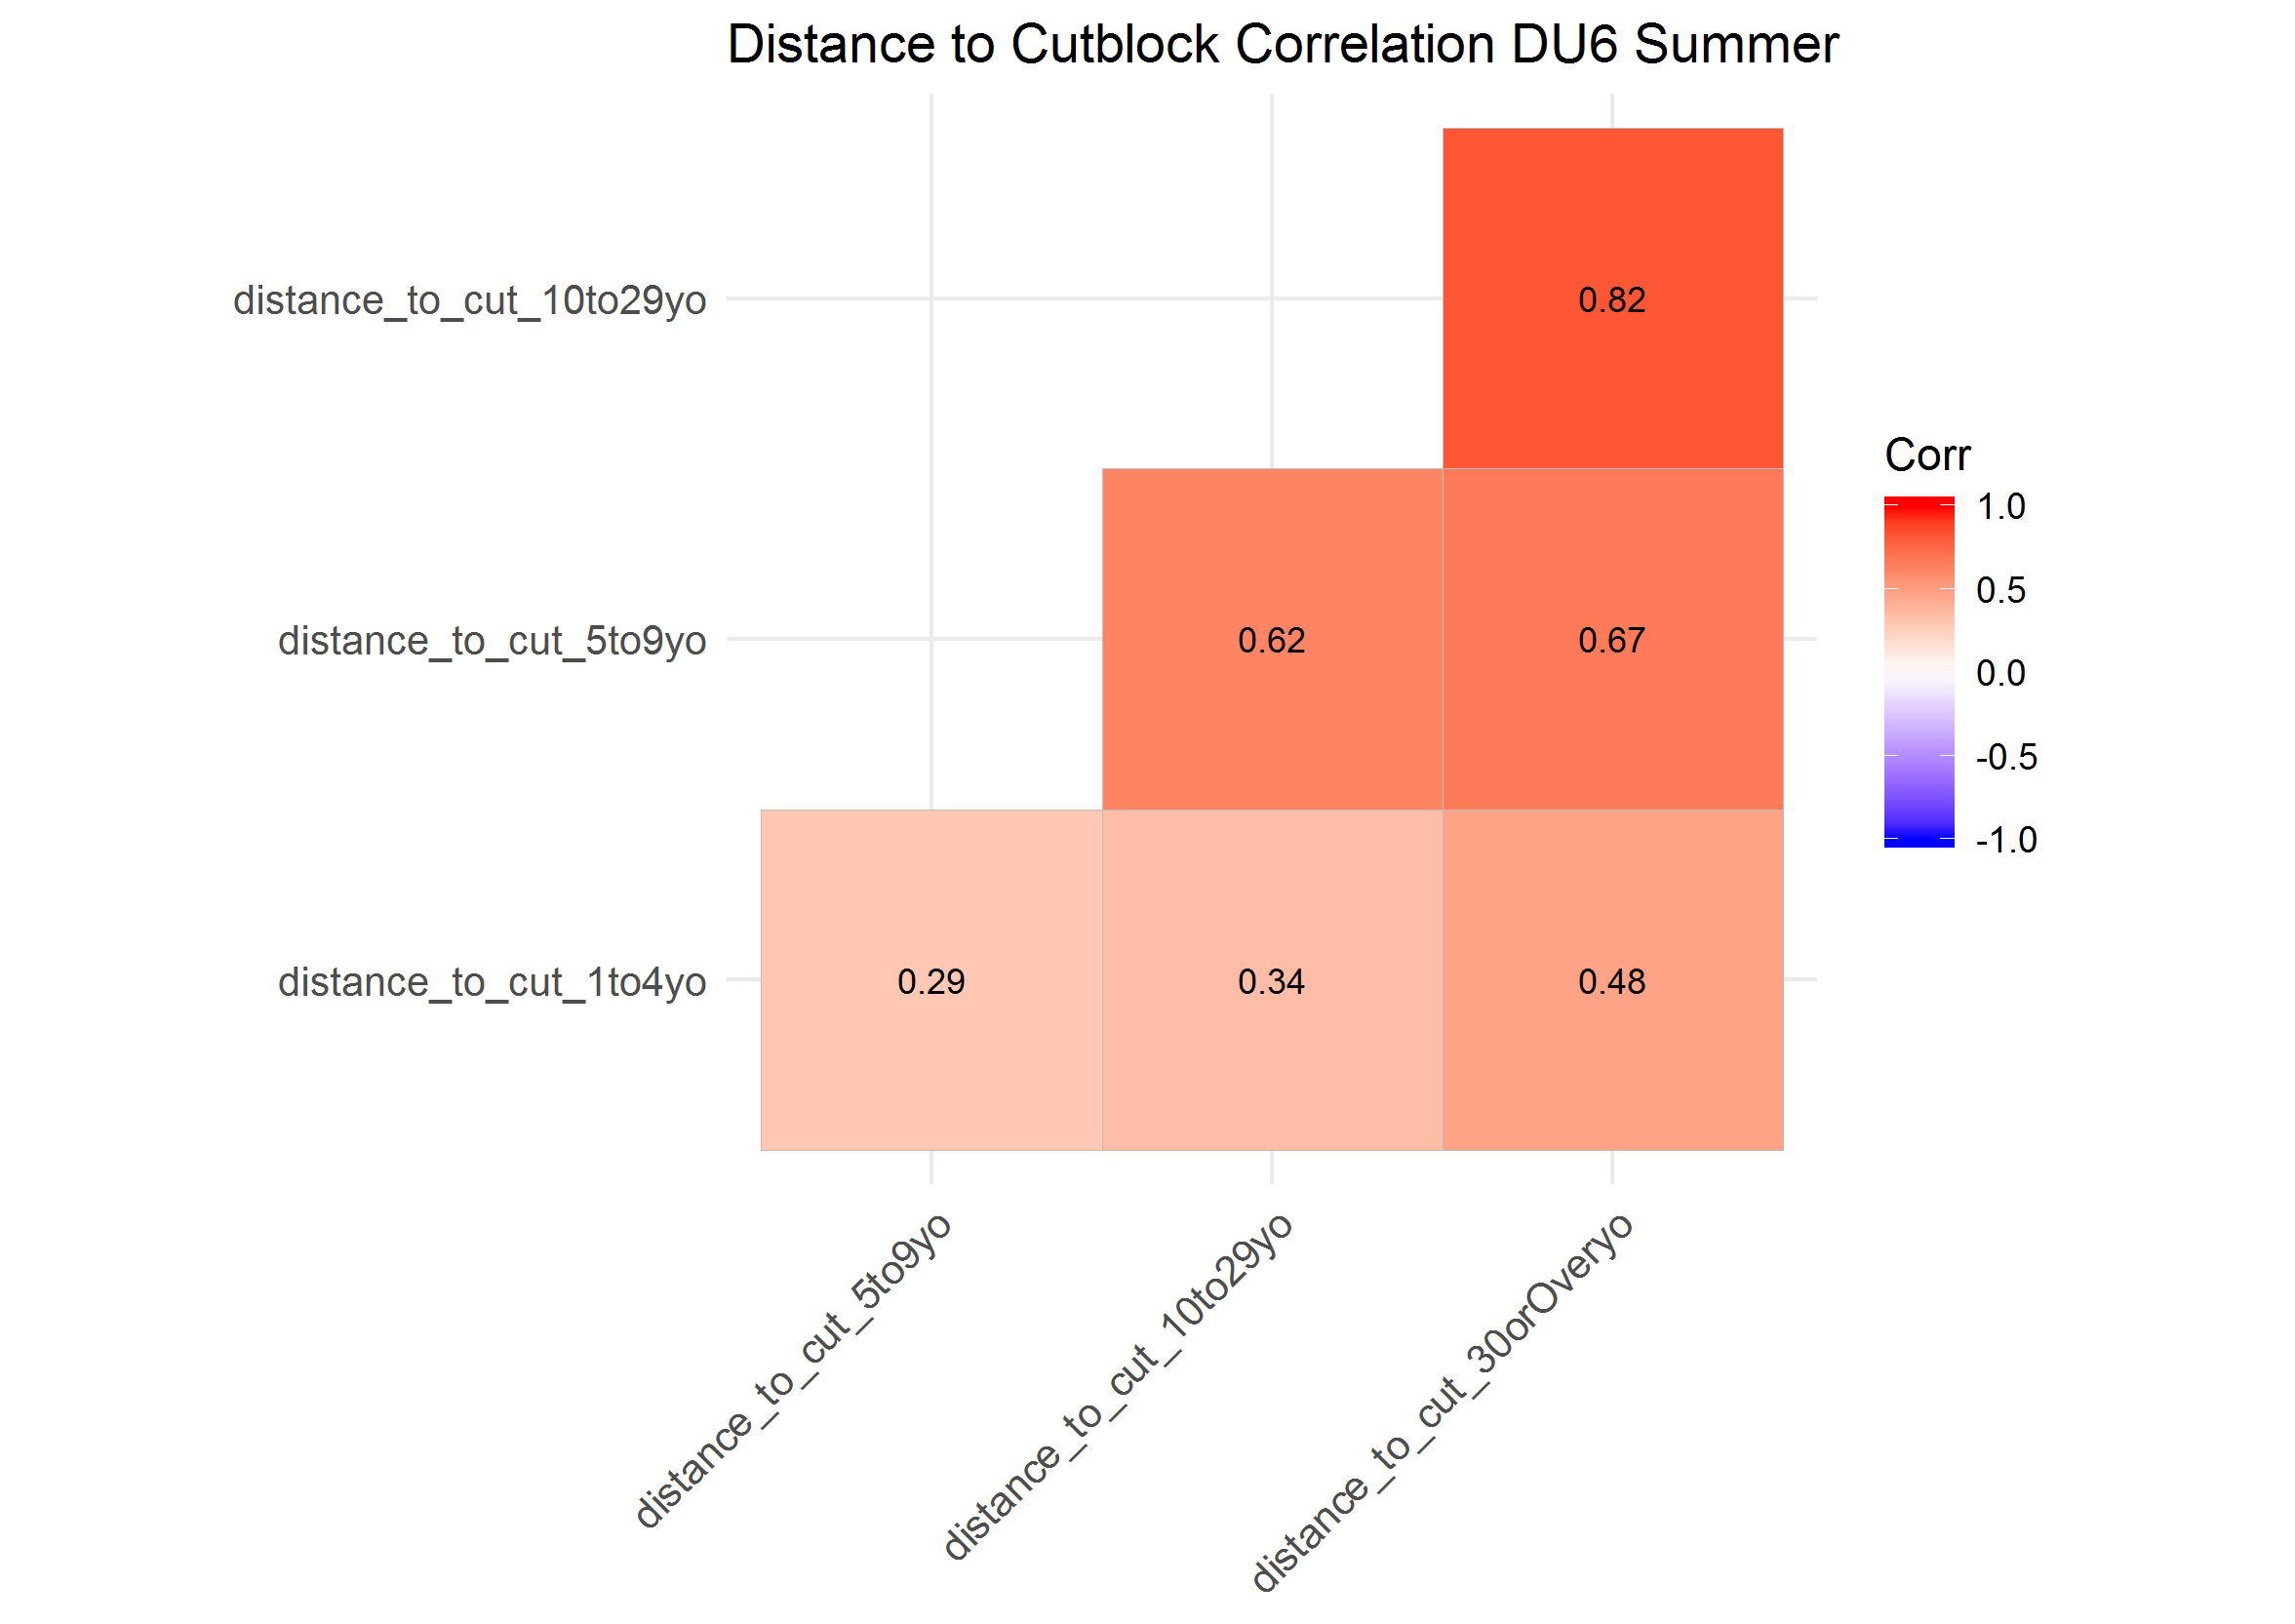 Distance to Cutblock Correlation DU6 Summer
distance_to_cut_10to29yo
0.82
distance_to_cut_5to9yo
0.62
0.67
distance_to_cut_1to4yo
0.29
0.34
0.48
distance_to_cut_5to9yo
distance_to_cut_10to29yo
distance_to_cut_30orOveryo
Corr
1.0
0.5
0.0
-0.5
-1.0